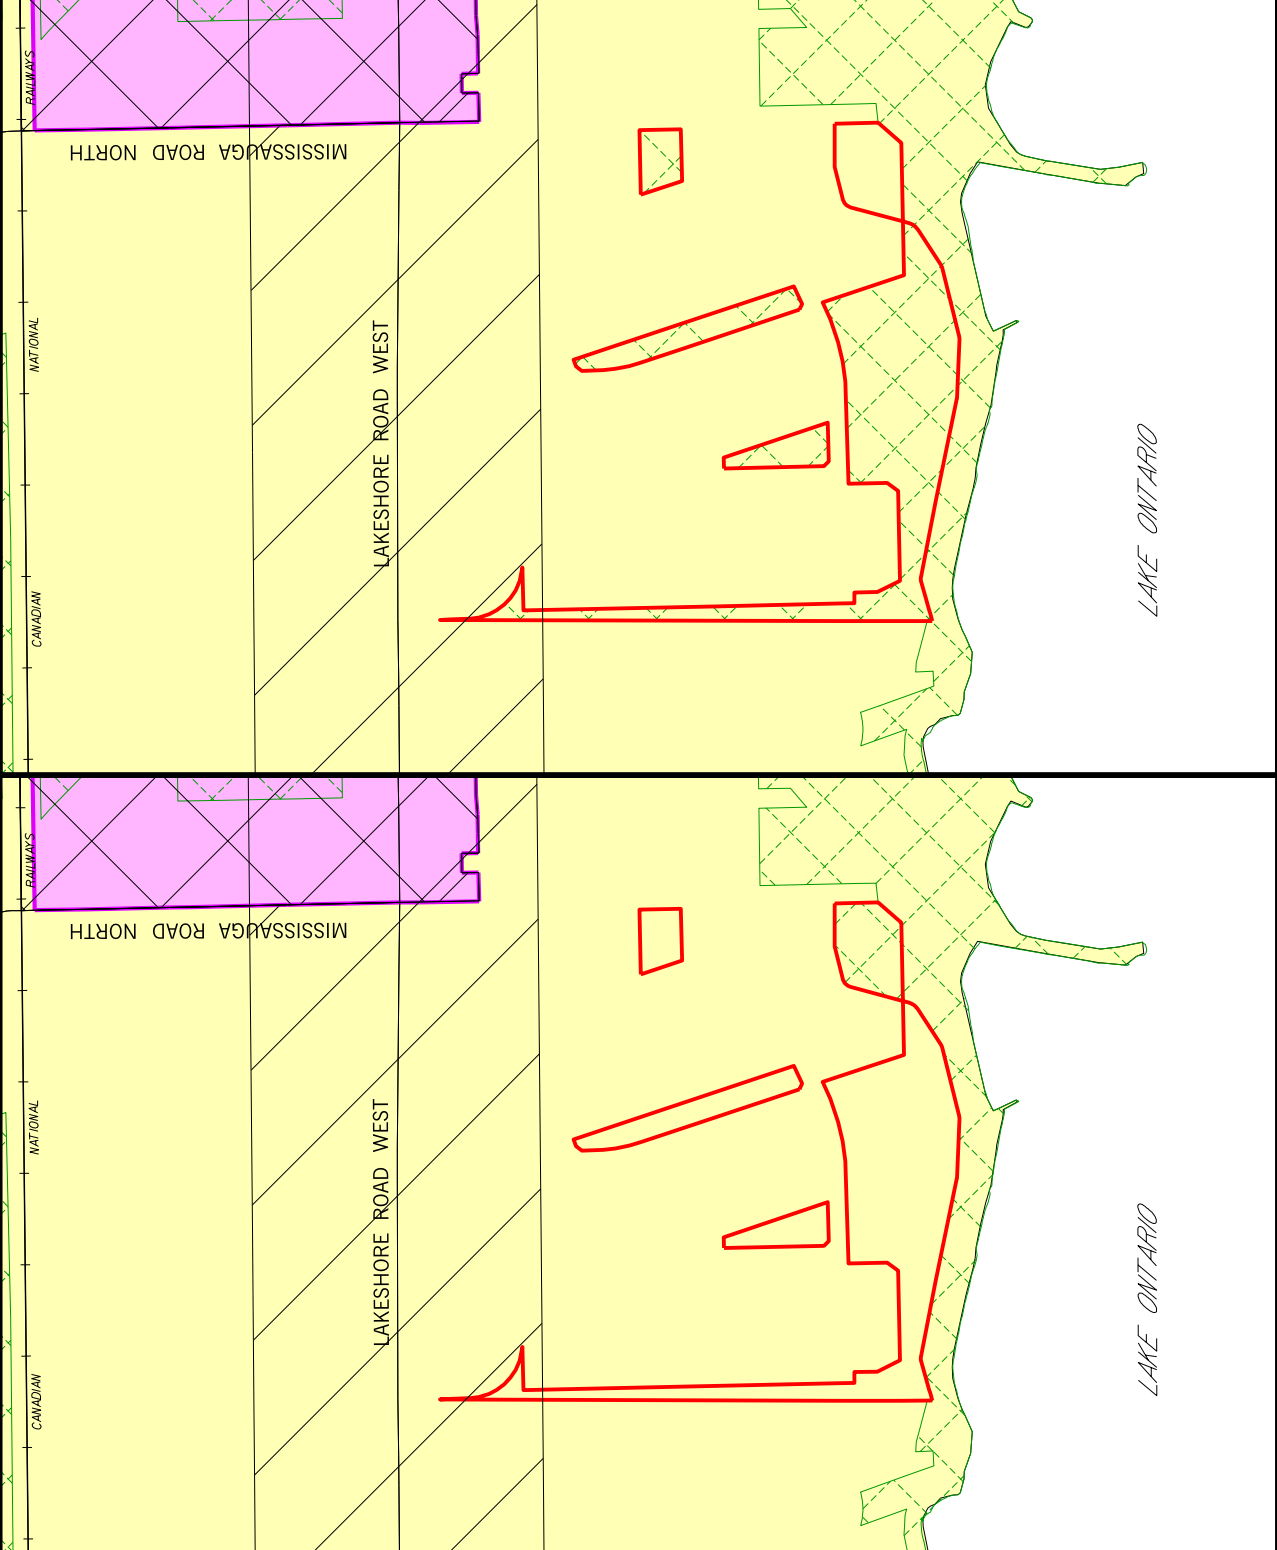 RAILWAYS
MISSISSAUGA ROAD NORTH
NATIONAL
LAKESHORE ROAD WEST
LAKE ONTARIO
CANADIAN
RAILWAYS
MISSISSAUGA ROAD NORTH
NATIONAL
LAKESHORE ROAD WEST
LAKE ONTARIO
CANADIAN